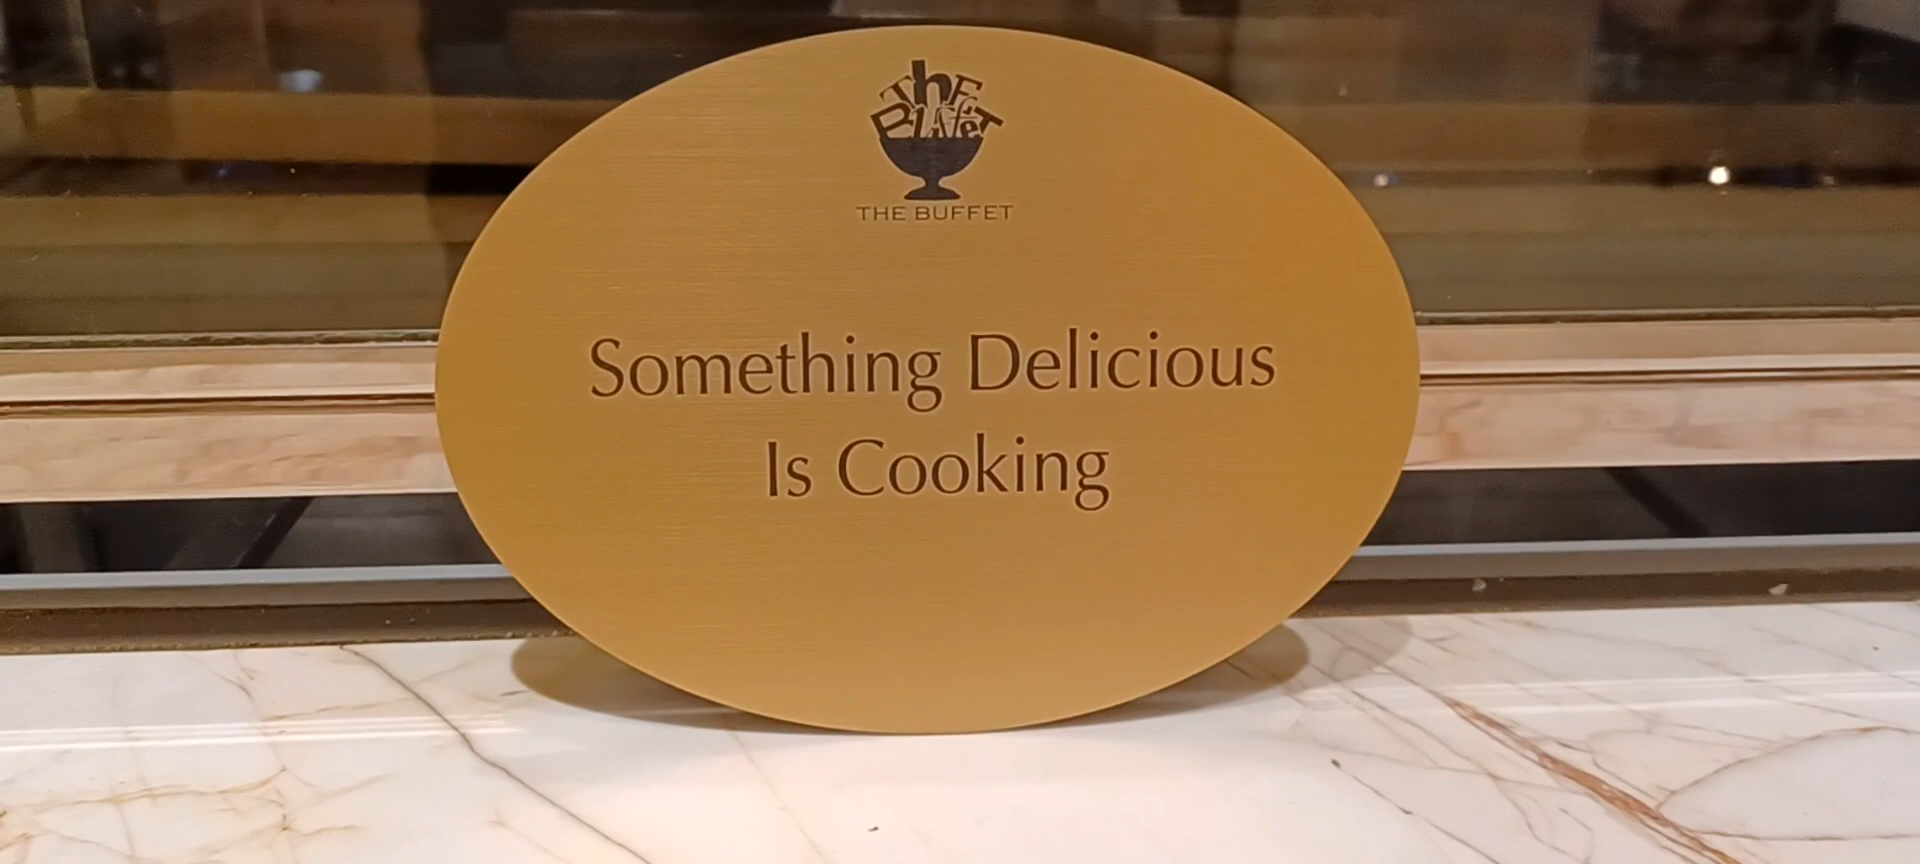 The Buffet
THE BUFFET
Something Delicious
Is Cooking